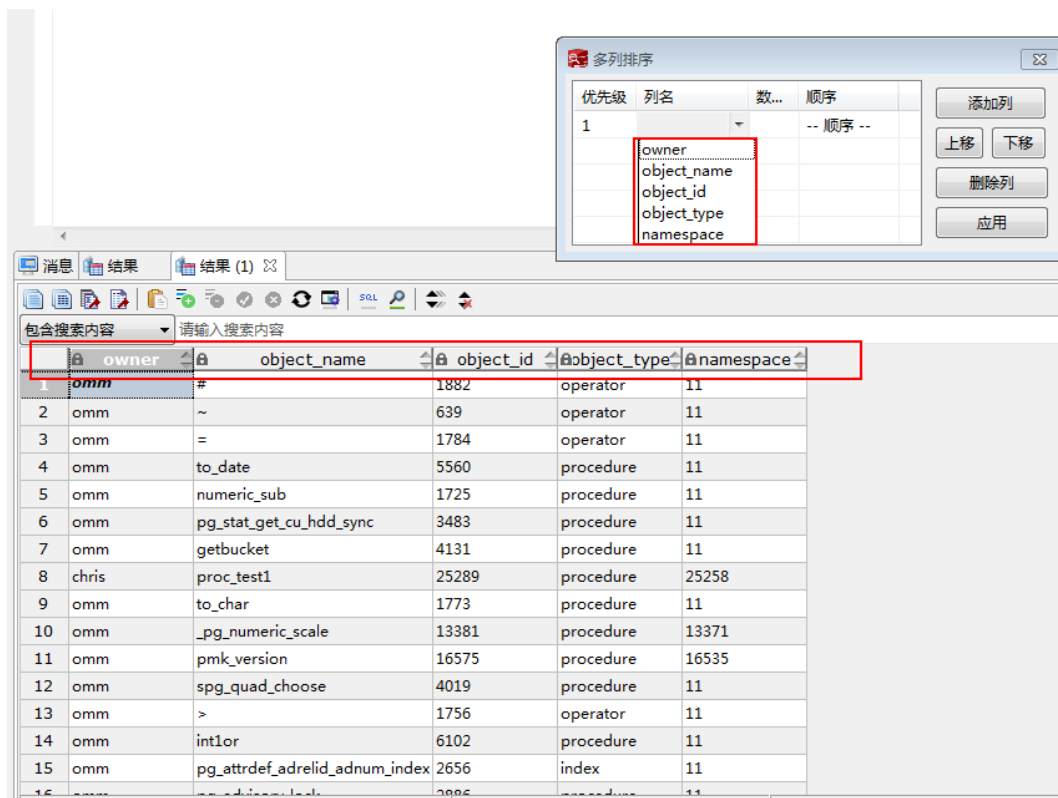 多列排序
优先级 列名 数... 顺序
1 -- 顺序 --
owner
object_name
object_id
object_type
namespace
添加列
上移 下移
删除列
应用
消息 结果 结果 (1)
SQL
包含搜索内容 请输入搜索内容
owner object_name object_id object_type namespace
1 omm # 1882 operator 11
2 omm ~ 639 operator 11
3 omm = 1784 operator 11
4 omm to_date 5560 procedure 11
5 omm numeric_sub 1725 procedure 11
6 omm pg_stat_get_cu_hdd_sync 3483 procedure 11
7 omm getbucket 4131 procedure 11
8 chris proc_test1 25289 procedure 25258
9 omm to_char 1773 procedure 11
10 omm _pg_numeric_scale 13381 procedure 13371
11 omm pmk_version 16575 procedure 16535
12 omm spg_quad_choose 4019 procedure 11
13 omm > 1756 operator 11
14 omm int1or 6102 procedure 11
15 omm pg_attrdef_adrelid_adnum_index 2656 index 11